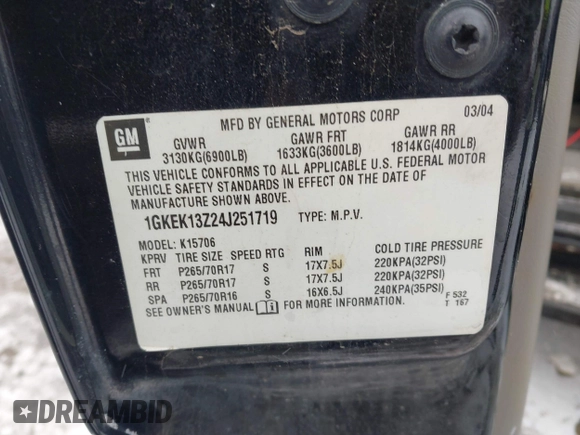 MFD BY GENERAL MOTORS CORP 03/04
GM
GVWR GAWR FRT GAWR RR
3130KG(6900LB) 1633KG(3600LB) 1814KG(4000LB)
THIS VEHICLE CONFORMS TO ALL APPLICABLE U.S. FEDERAL MOTOR
VEHICLE SAFETY STANDARDS IN EFFECT ON THE DATE OF
MANUFACTURE SHOWN ABOVE.
1GKEK13Z24J251719 TYPE: M.P.V.
MODEL: K15706
KPRV TIRE SIZE SPEED RTG RIM COLD TIRE PRESSURE
FRT P265/70R17 S 17X7.5J 220KPA(32PSI)
RR P265/70R17 S 17X7.5J 220KPA(32PSI)
SPA P265/70R16 S 16X6.5J 240KPA(35PSI)
SEE OWNER'S MANUAL FOR MORE INFORMATION.
F 532
T 167
DREAMBID